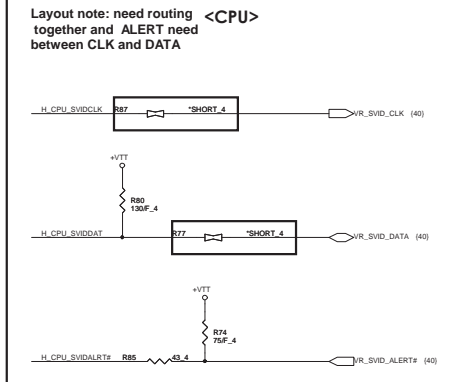 Layout note: need routing <CPU>
together and ALERT need
between CLK and DATA
H_CPU_SVIDCLK R87 *SHORT_4 VR_SVID_CLK (40)
+VTT
R80
130/F_4
H_CPU_SVIDDAT R77 *SHORT_4 VR_SVID_DATA (40)
+VTT
R74
75/F_4
H_CPU_SVIDALRT# R85 43_4 VR_SVID_ALERT# (40)